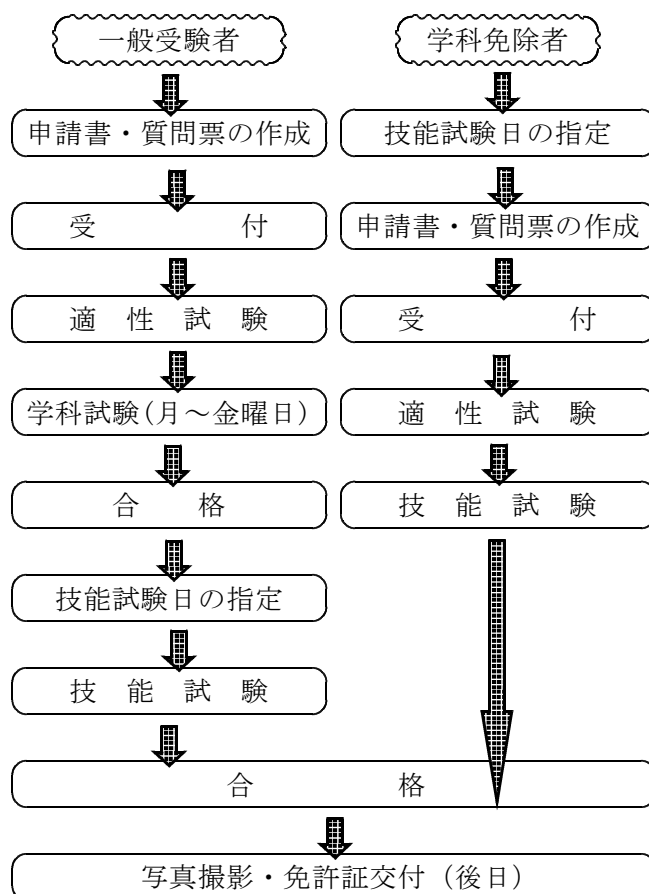 一般受験者
申請書・質問票の作成
受付
適性試験
学科試験(月～金曜日)
合格
技能試験日の指定
技能試験
学科免除者
技能試験日の指定
申請書・質問票の作成
受付
適性試験
技能試験
合格
写真撮影・免許証交付（後日）